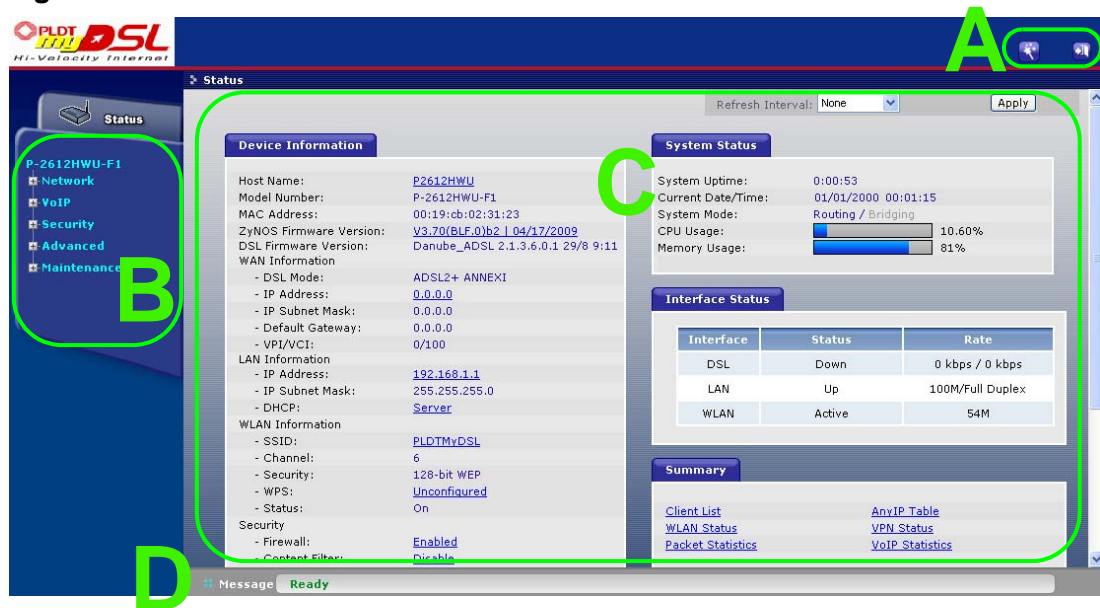 PLDT
my DSL
Hi-Velocity Internet
A
Status
Status
Refresh Interval: None
Apply
P-2612HWU-F1
Network
VoIP
Security
Advanced
Maintenance
B
Device Information
Host Name: P2612HWU
Model Number: P-2612HWU-F1
MAC Address: 00:19:cb:02:31:23
ZyNOS Firmware Version: V3.70(BLF.0)b2 | 04/17/2009
DSL Firmware Version: Danube_ADSL 2.1.3.6.0.1 29/8 9:11
WAN Information
- DSL Mode: ADSL2+ ANNEXI
- IP Address: 0.0.0.0
- IP Subnet Mask: 0.0.0.0
- Default Gateway: 0.0.0.0
- VPI/VCI: 0/100
LAN Information
- IP Address: 192.168.1.1
- IP Subnet Mask: 255.255.255.0
- DHCP: Server
WLAN Information
- SSID: PLDTMyDSL
- Channel: 6
- Security: 128-bit WEP
- WPS: Unconfigured
- Status: On
Security
- Firewall: Enabled
- Content Filter: Disable
C
System Status
System Uptime: 0:00:53
Current Date/Time: 01/01/2000 00:01:15
System Mode: Routing / Bridging
CPU Usage: 10.60%
Memory Usage: 81%
Interface Status
Interface Status Rate
DSL Down 0 kbps / 0 kbps
LAN Up 100M/Full Duplex
WLAN Active 54M
Summary
Client List AnyIP Table
WLAN Status VPN Status
Packet Statistics VoIP Statistics
D
Message Ready